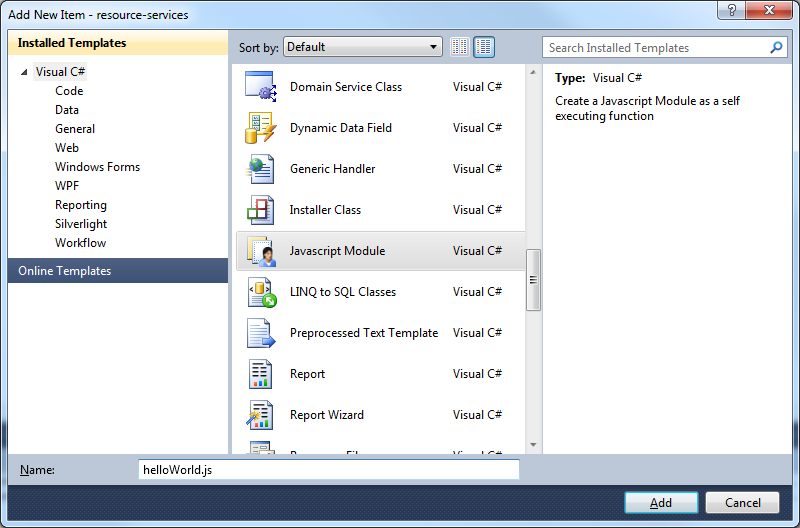 Add New Item - resource-services
Installed Templates
Visual C#
Code
Data
General
Web
Windows Forms
WPF
Reporting
Silverlight
Workflow
Online Templates
Sort by: Default
Domain Service Class Visual C#
Dynamic Data Field Visual C#
Generic Handler Visual C#
Installer Class Visual C#
Javascript Module Visual C#
LINQ to SQL Classes Visual C#
Preprocessed Text Template Visual C#
Report Visual C#
Report Wizard Visual C#
Search Installed Templates
Type: Visual C#
Create a Javascript Module as a self
executing function
Name: helloWorld.js
Add Cancel